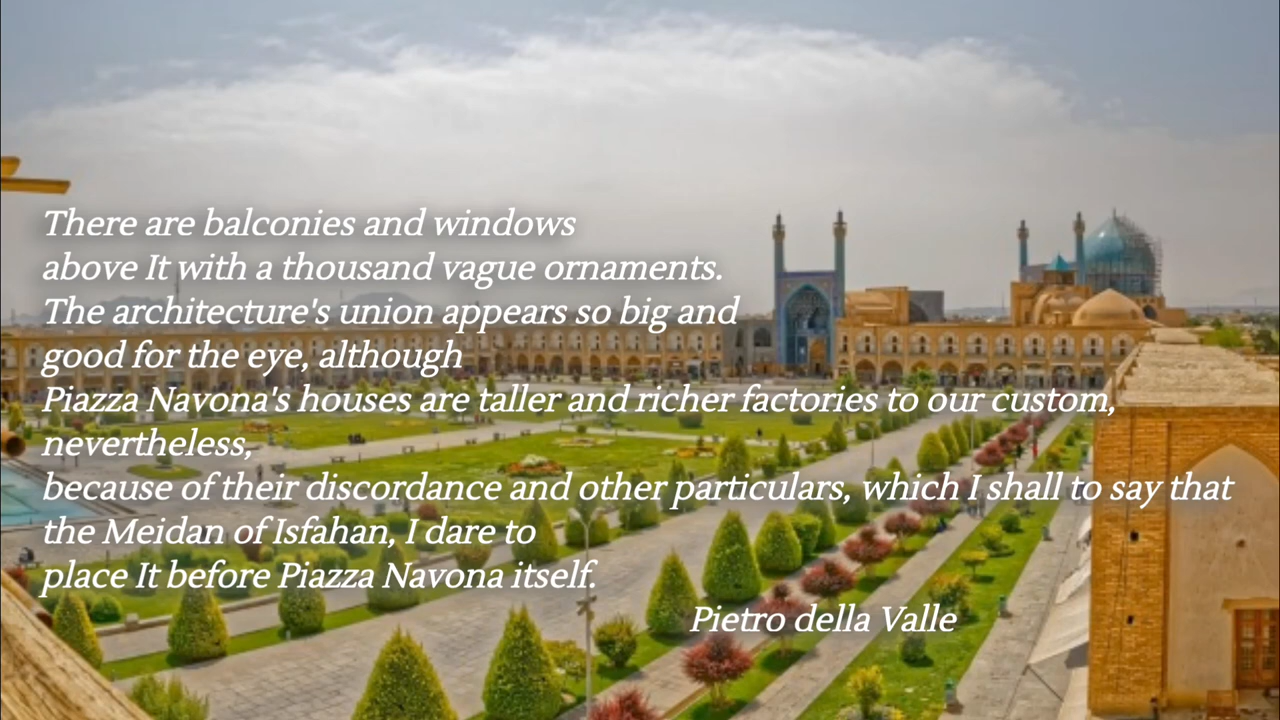 There are balconies and windows
above It with a thousand vague ornaments.
The architecture's union appears so big and
good for the eye, although
Piazza Navona's houses are taller and richer factories to our custom,
nevertheless,
because of their discordance and other particulars, which I shall to say that
the Meidan of Isfahan, I dare to
place It before Piazza Navona itself.
Pietro della Valle